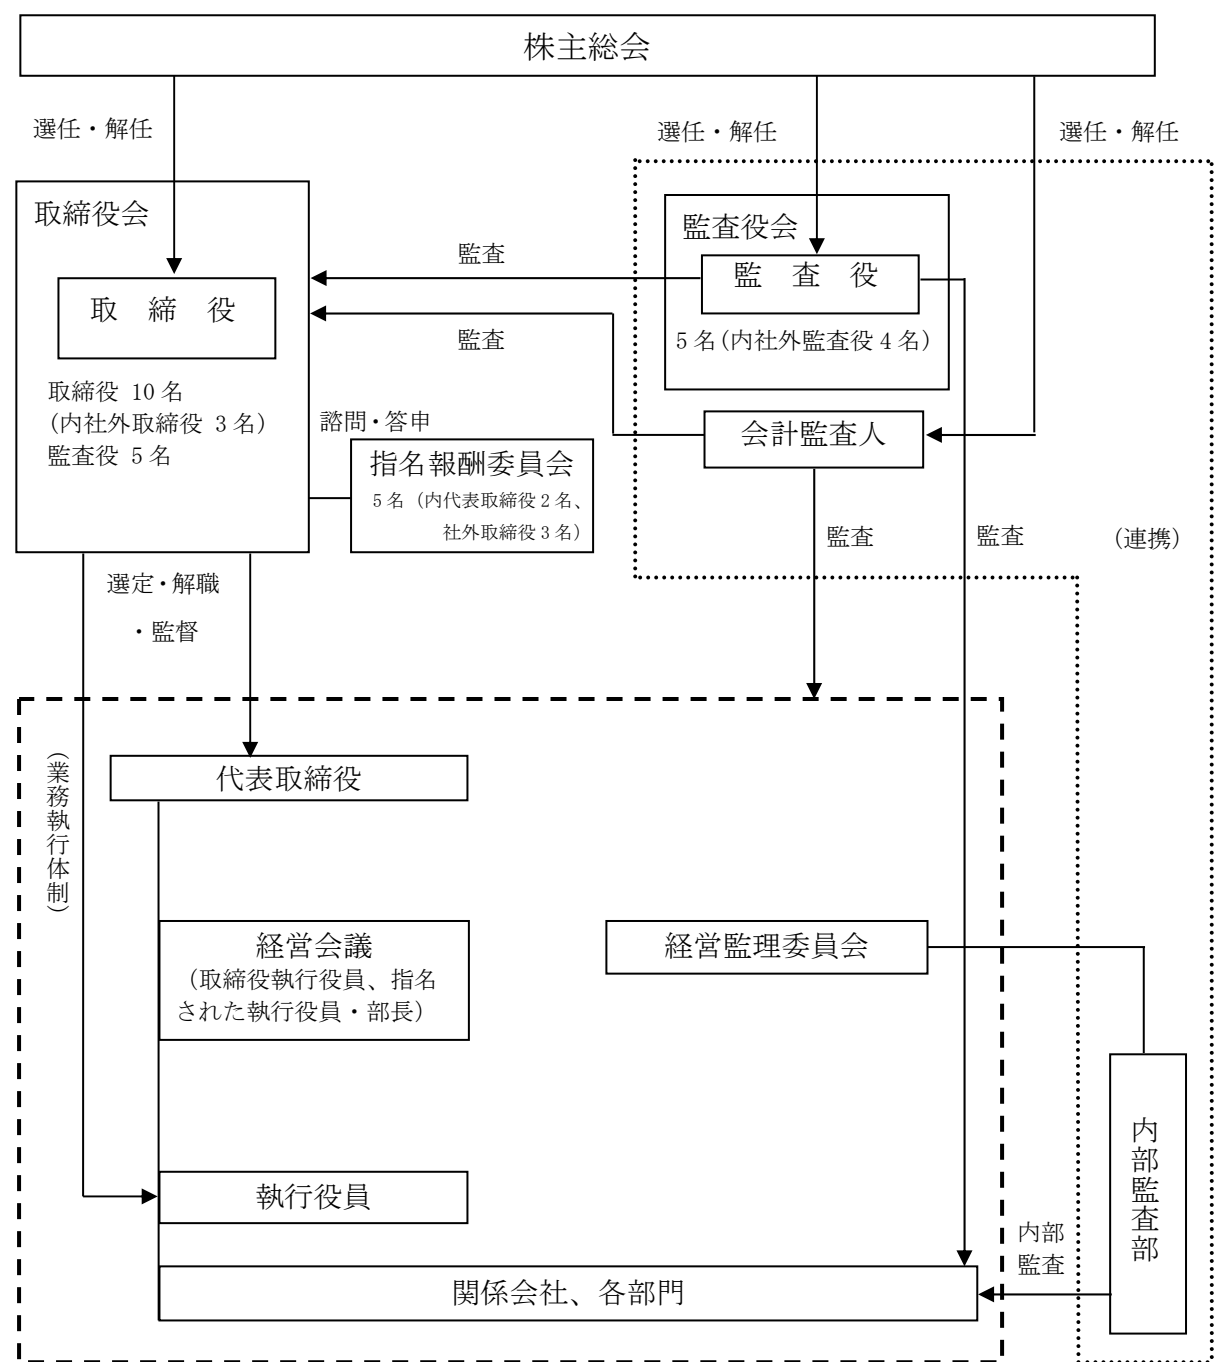 株主総会
選任・解任
選任・解任
選任・解任
取締役会
監査役会
監査
監 査 役
取 締 役
監査
5 名(内社外監査役 4 名)
取締役 10 名
(内社外取締役 3 名)
監査役 5 名
諮問・答申
会計監査人
指名報酬委員会
5 名 (内代表取締役 2 名、
社外取締役 3 名)
監査
監査
(連携)
選定・解職
・監督
(業務執行体制)
代表取締役
経営会議
(取締役執行役員、指名
された執行役員・部長)
経営監理委員会
内部監査部
執行役員
内部
監査
関係会社、各部門